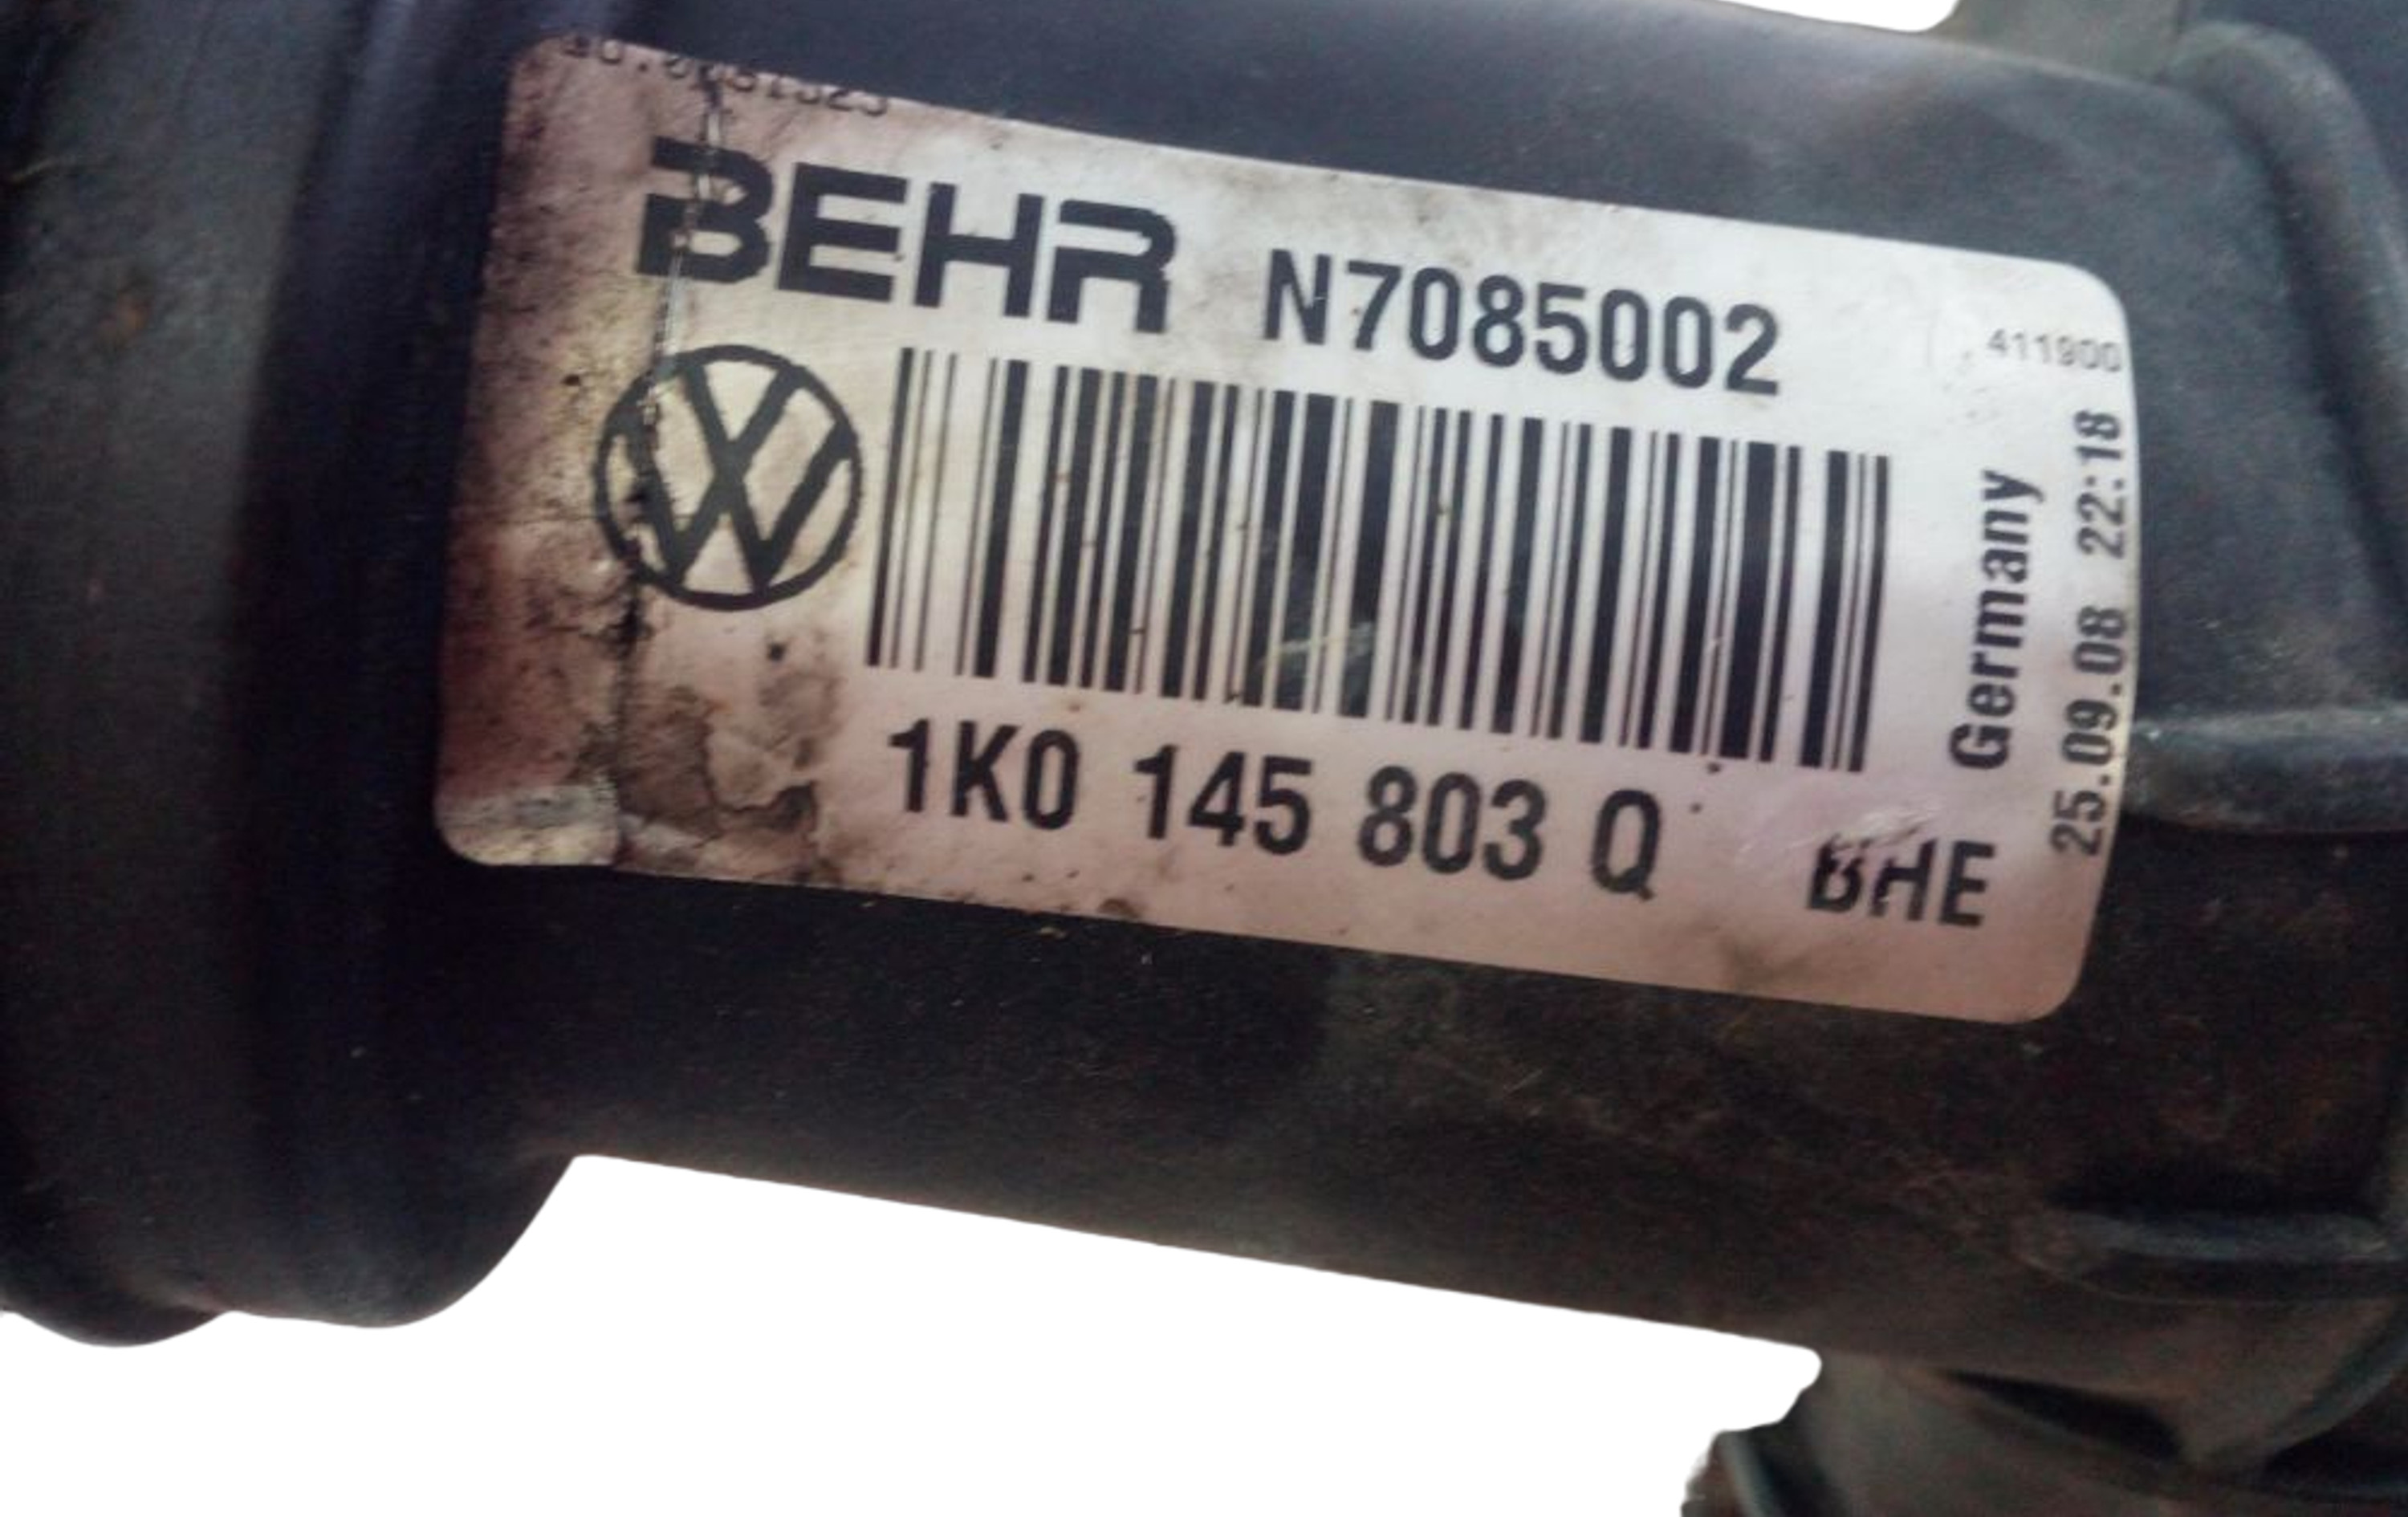 BEHR N7085002
411900
1K0 145 803 Q BHE
Germany
25.09.08 22:18